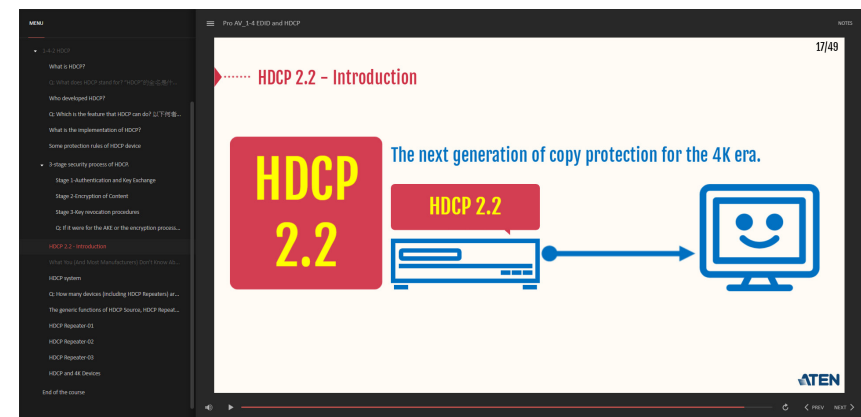 MENU
Pro AV_1-4 EDID and HDCP
NOTES
1-4-2 HDCP
What is HDCP?
Q: What does HDCP stand for? "HDCP"的全名是什...
Who developed HDCP?
Q: Which is the feature that HDCP can do? 以下何者...
What is the implementation of HDCP?
Some protection rules of HDCP device
3-stage security process of HDCP.
Stage 1-Authentication and Key Exchange
Stage 2-Encryption of Content
Stage 3-Key revocation procedures
Q: If it were for the AKE or the encryption process...
HDCP 2.2 - Introduction
What You (And Most Manufacturers) Don't Know ab...
HDCP system
Q: How many devices (including HDCP Repeaters) ar...
The generic functions of HDCP Source, HDCP Repeat...
HDCP Repeater-01
HDCP Repeater-02
HDCP Repeater-03
HDCP and 4K Devices
End of the course
17/49
HDCP 2.2 – Introduction
HDCP
2.2
The next generation of copy protection for the 4K era.
HDCP 2.2
ATEN
PREV
NEXT